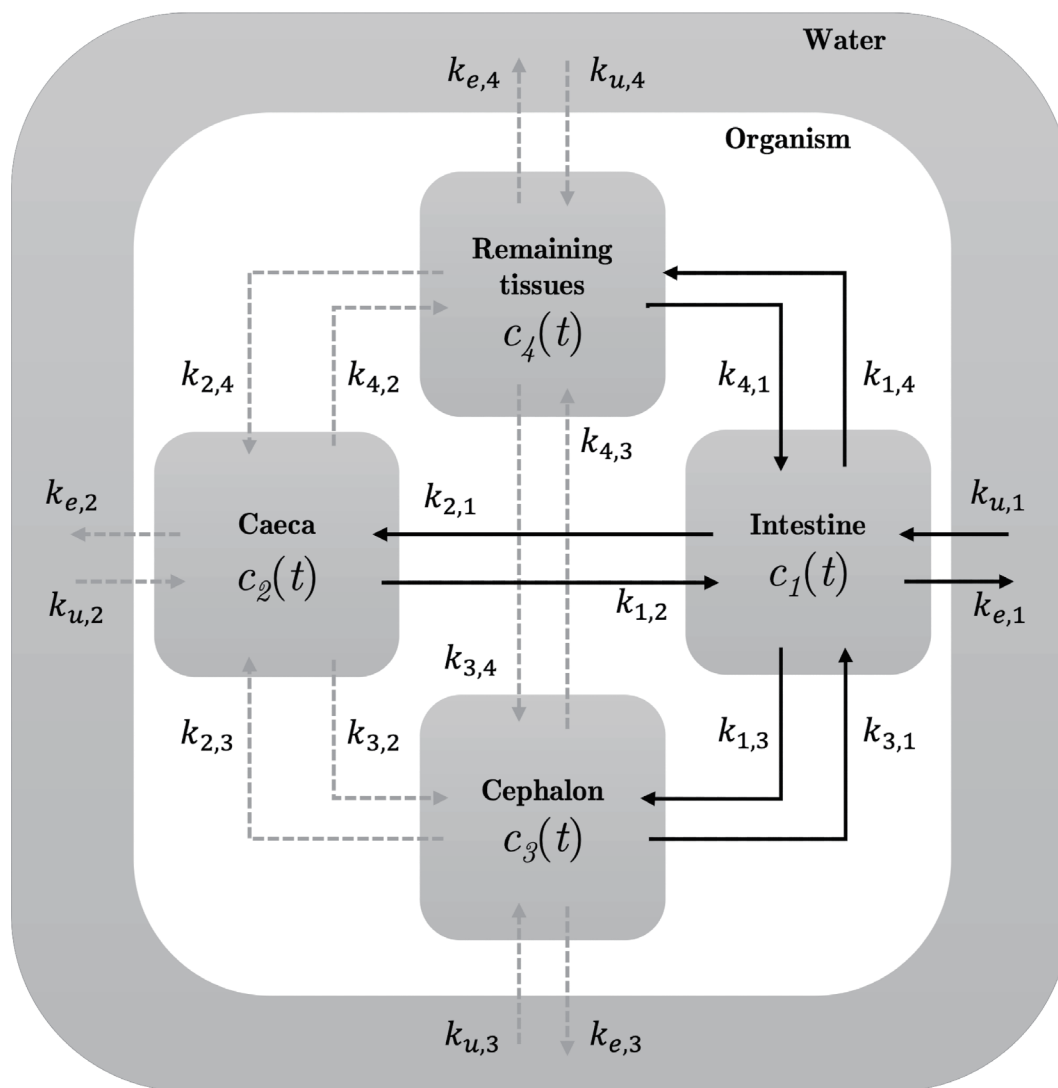 Water
k_{e,4}
k_{u,4}
Organism
Remaining
tissues
c_4(t)
k_{2,4}
k_{4,2}
k_{4,1}
k_{1,4}
k_{4,3}
k_{e,2}
k_{2,1}
k_{u,1}
Caeca
c_2(t)
Intestine
c_1(t)
k_{u,2}
k_{1,2}
k_{e,1}
k_{3,4}
k_{2,3}
k_{3,2}
k_{1,3}
k_{3,1}
Cephalon
c_3(t)
k_{u,3}
k_{e,3}